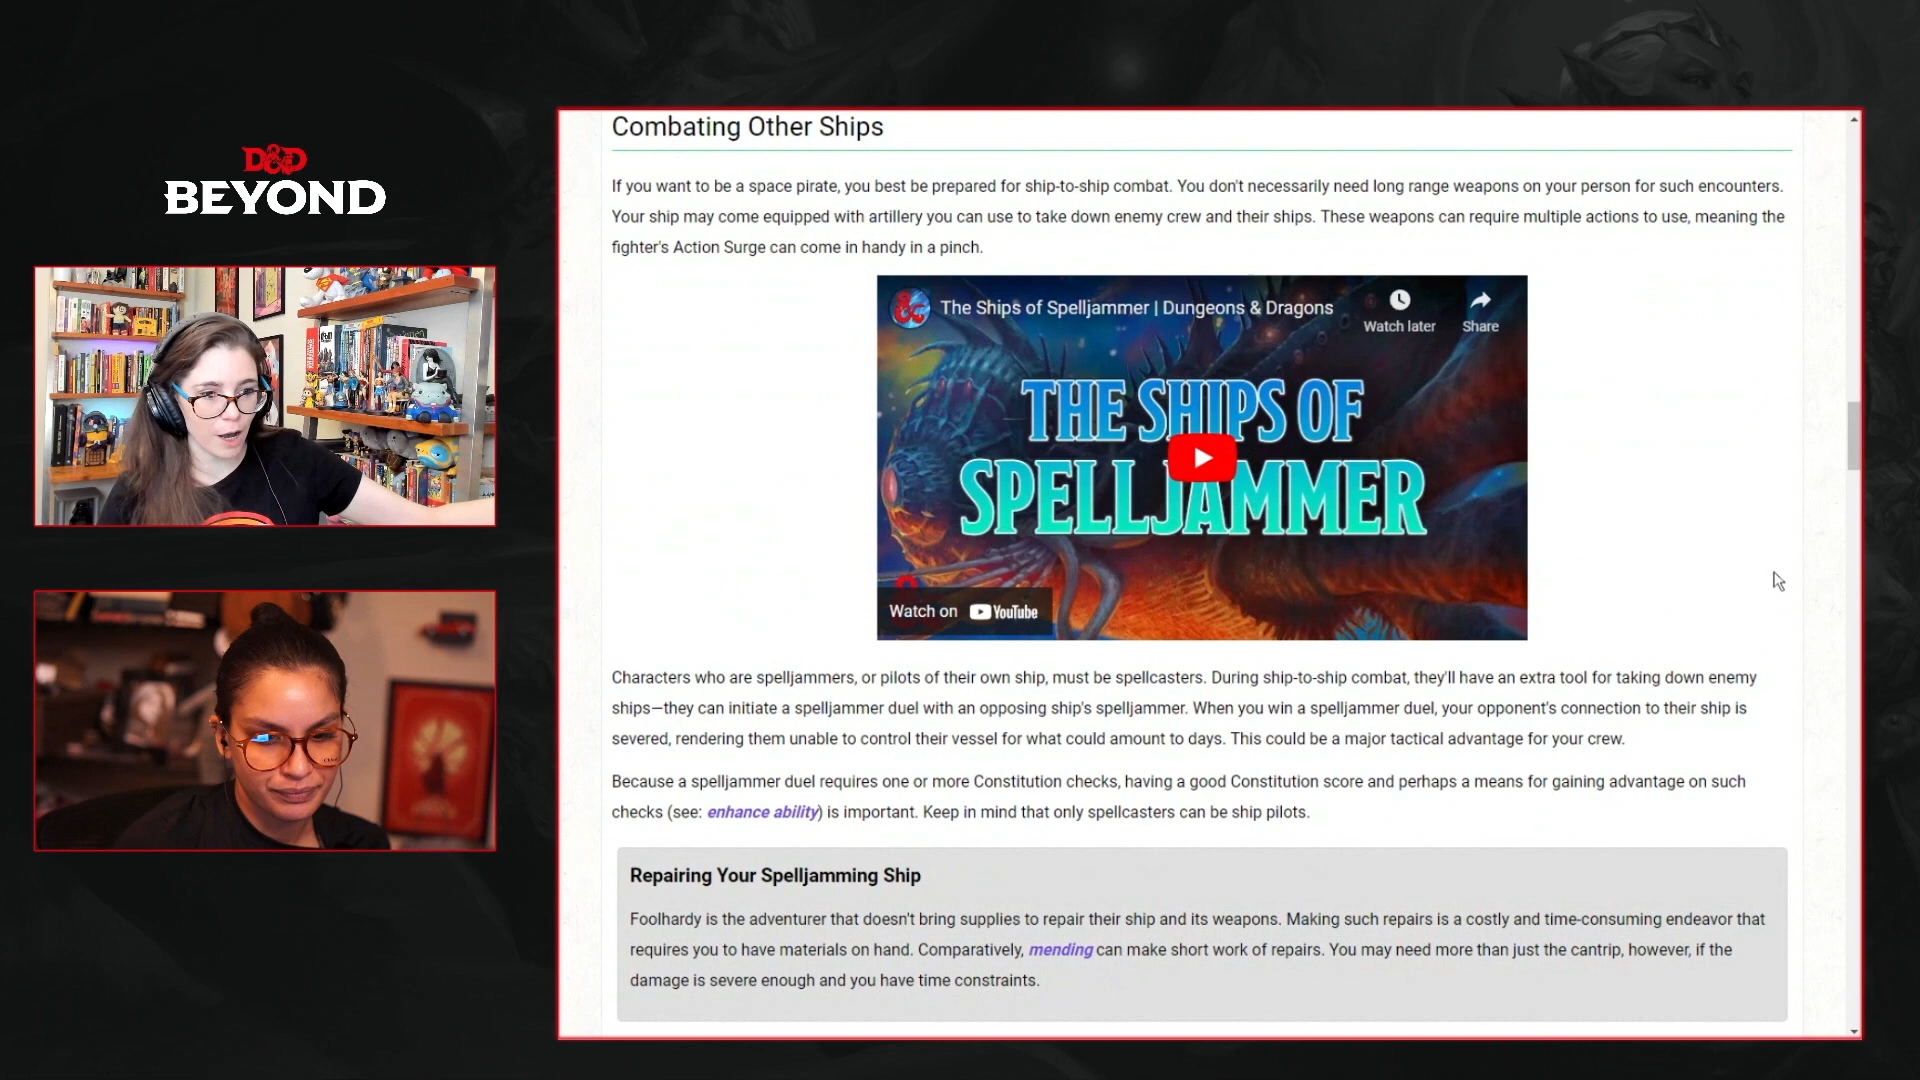 D&D
BEYOND
Combating Other Ships
If you want to be a space pirate, you best be prepared for ship-to-ship combat. You don't necessarily need long range weapons on your person for such encounters.
Your ship may come equipped with artillery you can use to take down enemy crew and their ships. These weapons can require multiple actions to use, meaning the
fighter's Action Surge can come in handy in a pinch.
The Ships of Spelljammer | Dungeons & Dragons
Watch later
Share
THE SHIPS OF
SPELLJAMMER
Watch on YouTube
Characters who are spelljammers, or pilots of their own ship, must be spellcasters. During ship-to-ship combat, they'll have an extra tool for taking down enemy
ships—they can initiate a spelljammer duel with an opposing ship's spelljammer. When you win a spelljammer duel, your opponent's connection to their ship is
severed, rendering them unable to control their vessel for what could amount to days. This could be a major tactical advantage for your crew.
Because a spelljammer duel requires one or more Constitution checks, having a good Constitution score and perhaps a means for gaining advantage on such
checks (see: enhance ability) is important. Keep in mind that only spellcasters can be ship pilots.
Repairing Your Spelljamming Ship
Foolhardy is the adventurer that doesn't bring supplies to repair their ship and its weapons. Making such repairs is a costly and time-consuming endeavor that
requires you to have materials on hand. Comparatively, mending can make short work of repairs. You may need more than just the cantrip, however, if the
damage is severe enough and you have time constraints.